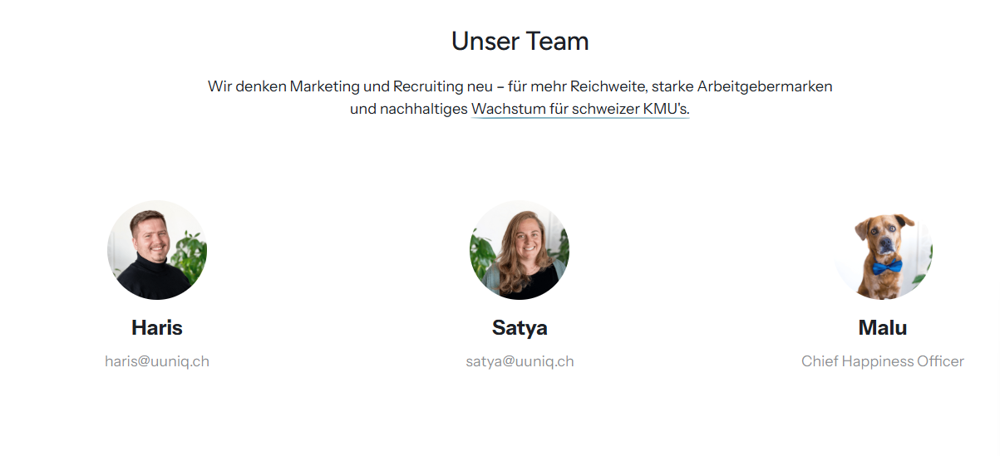 Unser Team
Wir denken Marketing und Recruiting neu – für mehr Reichweite, starke Arbeitgebermarken
und nachhaltiges Wachstum für schweizer KMU's.
Haris
Satya
Malu
haris@uuniq.ch
satya@uuniq.ch
Chief Happiness Officer